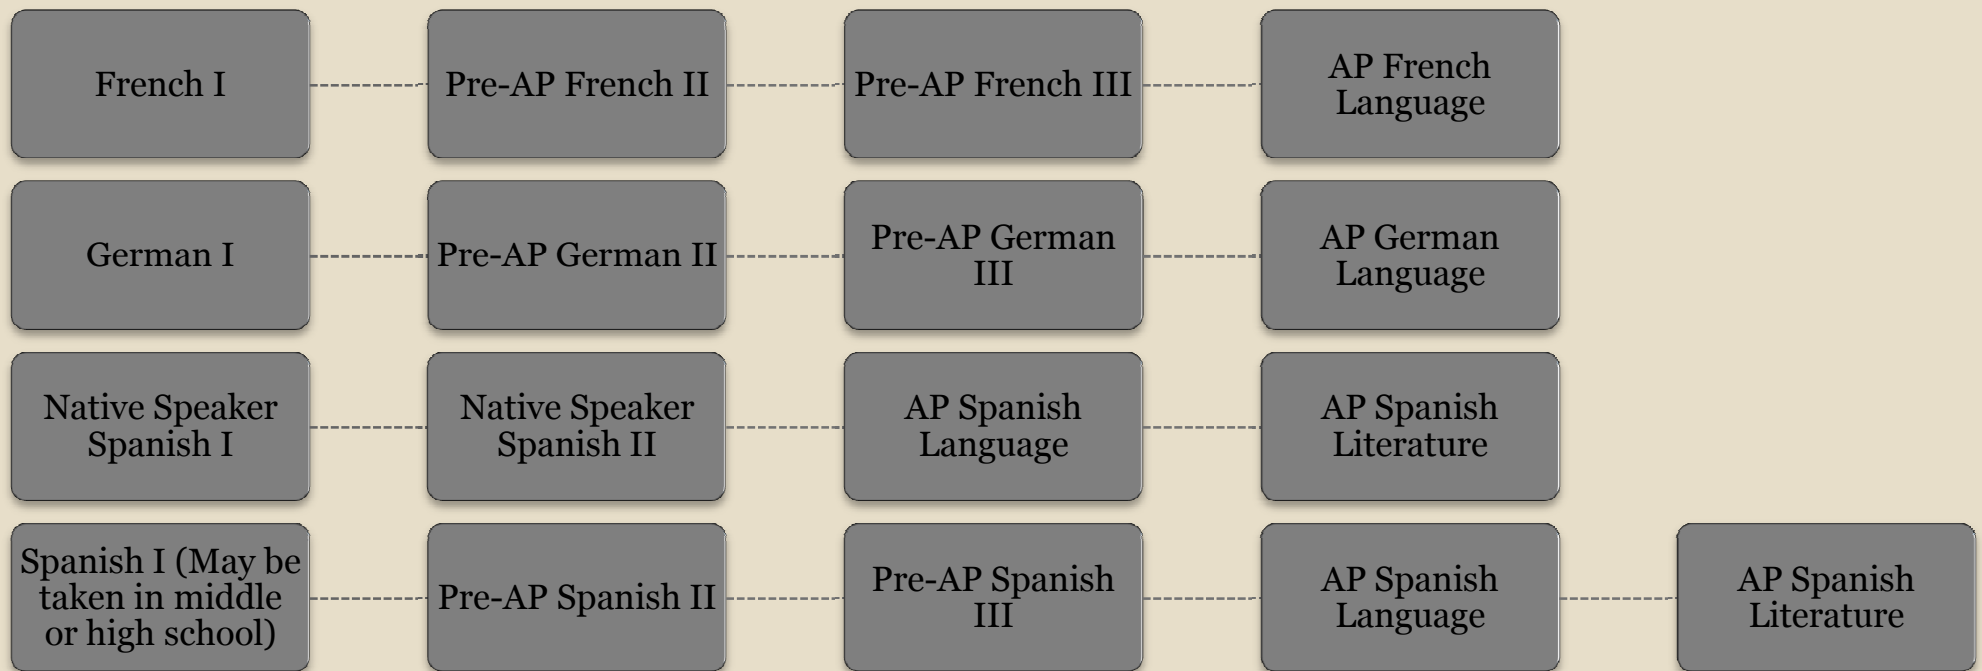 French I
Pre-AP French II
Pre-AP French III
AP French
Language
German I
Pre-AP German II
Pre-AP German
III
AP German
Language
Native Speaker
Spanish I
Native Speaker
Spanish II
AP Spanish
Language
AP Spanish
Literature
Spanish I (May be
taken in middle
or high school)
Pre-AP Spanish II
Pre-AP Spanish
III
AP Spanish
Language
AP Spanish
Literature